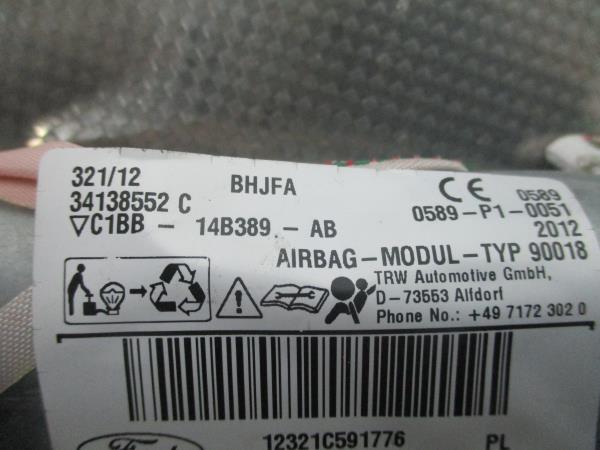 321/12 BHJFA CE 0589
34138552 C 0589-P1-0051
▽C1BB - 14B389 - AB 2012
AIRBAG-MODUL-TYP 90018
TRW Automotive GmbH,
D-73553 Alfdorf
Phone No.: +49 7172 302 0
Ford 12321C591776 PL